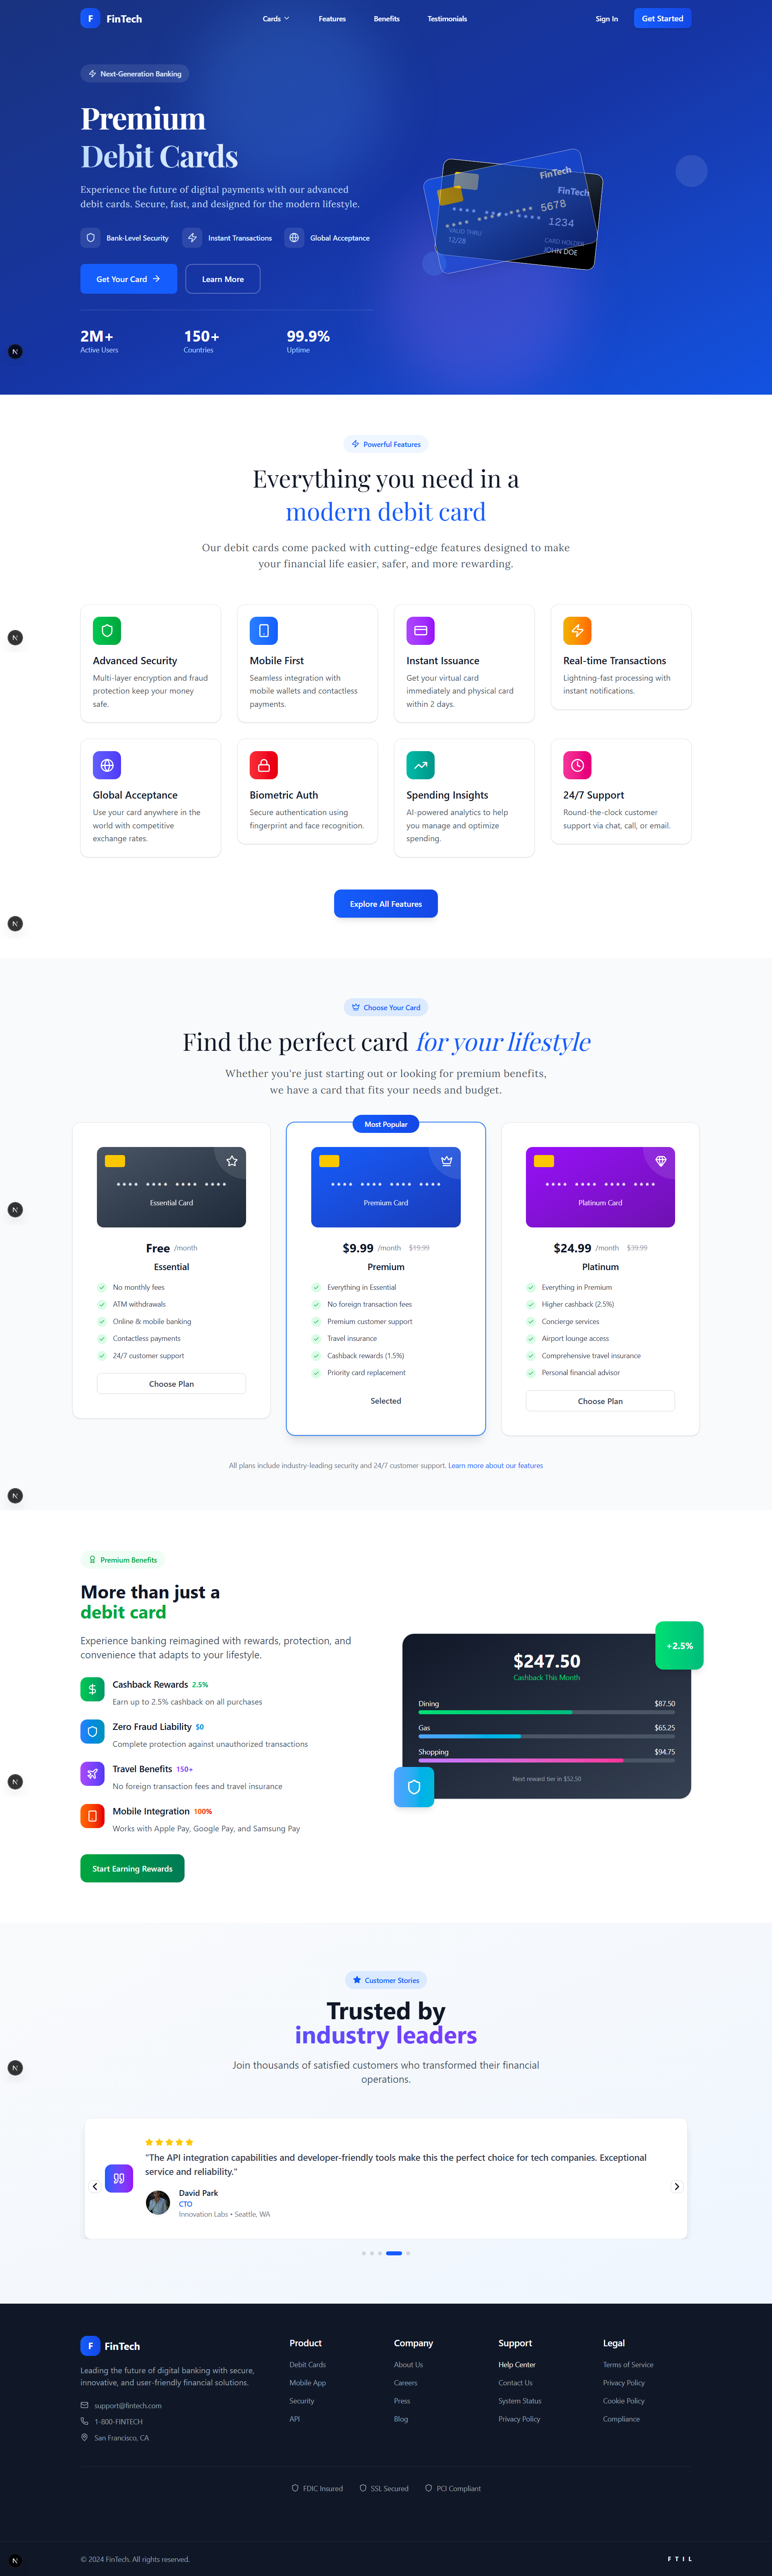 F FinTech
Cards Features Benefits Testimonials
Sign In Get Started
Next-Generation Banking
Premium
Debit Cards
Experience the future of digital payments with our advanced
debit cards. Secure, fast, and designed for the modern lifestyle.
Bank-Level Security Instant Transactions Global Acceptance
Get Your Card Learn More
2M+ 150+ 99.9%
Active Users Countries Uptime
FinTech
FinTech
5678
1234
VALID THRU
12/28
CARD HOLDER
JOHN DOE
N
Powerful Features
Everything you need in a
modern debit card
Our debit cards come packed with cutting-edge features designed to make
your financial life easier, safer, and more rewarding.
Advanced Security
Multi-layer encryption and fraud
protection keep your money
safe.
Mobile First
Seamless integration with
mobile wallets and contactless
payments.
Instant Issuance
Get your virtual card
immediately and physical card
within 2 days.
Real-time Transactions
Lightning-fast processing with
instant notifications.
N
Global Acceptance
Use your card anywhere in the
world with competitive
exchange rates.
Biometric Auth
Secure authentication using
fingerprint and face recognition.
Spending Insights
AI-powered analytics to help
you manage and optimize
spending.
24/7 Support
Round-the-clock customer
support via chat, call, or email.
Explore All Features
N
Choose Your Card
Find the perfect card for your lifestyle
Whether you're just starting out or looking for premium benefits,
we have a card that fits your needs and budget.
Essential Card
Free /month
Essential
No monthly fees
ATM withdrawals
Online & mobile banking
Contactless payments
24/7 customer support
Choose Plan
Most Popular
Premium Card
$9.99 /month $19.99
Premium
Everything in Essential
No foreign transaction fees
Premium customer support
Travel insurance
Cashback rewards (1.5%)
Priority card replacement
Selected
Platinum Card
$24.99 /month $39.99
Platinum
Everything in Premium
Higher cashback (2.5%)
Concierge services
Airport lounge access
Comprehensive travel insurance
Personal financial advisor
Choose Plan
N
All plans include industry-leading security and 24/7 customer support. Learn more about our features
N
Premium Benefits
More than just a
debit card
Experience banking reimagined with rewards, protection, and
convenience that adapts to your lifestyle.
Cashback Rewards 2.5%
Earn up to 2.5% cashback on all purchases
Zero Fraud Liability $0
Complete protection against unauthorized transactions
Travel Benefits 150+
No foreign transaction fees and travel insurance
Mobile Integration 100%
Works with Apple Pay, Google Pay, and Samsung Pay
Start Earning Rewards
+2.5%
$247.50
Cashback This Month
Dining $87.50
Gas $65.25
Shopping $94.75
Next reward tier in $52.50
N
Customer Stories
Trusted by
industry leaders
Join thousands of satisfied customers who transformed their financial
operations.
N
"The API integration capabilities and developer-friendly tools make this the perfect choice for tech companies. Exceptional
service and reliability."
David Park
CTO
Innovation Labs • Seattle, WA
F FinTech
Leading the future of digital banking with secure,
innovative, and user-friendly financial solutions.
support@fintech.com
1-800-FINTECH
San Francisco, CA
Product
Debit Cards
Mobile App
Security
API
Company
About Us
Careers
Press
Blog
Support
Help Center
Contact Us
System Status
Privacy Policy
Legal
Terms of Service
Privacy Policy
Cookie Policy
Compliance
FDIC Insured SSL Secured PCI Compliant
N
© 2024 FinTech. All rights reserved.
F T I L